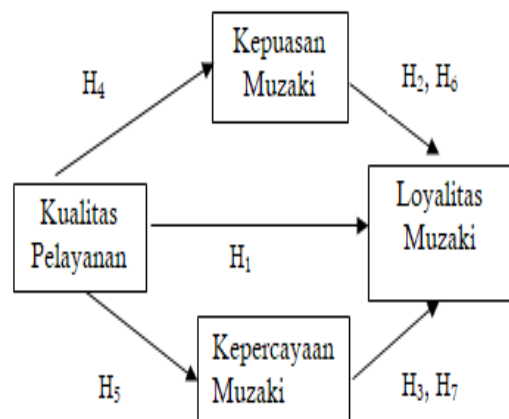 Kepuasan
Muzaki
H₄
H₂, H₆
Kualitas
Pelayanan
H₁
Loyalitas
Muzaki
Kepercayaan
Muzaki
H₅
H₃, H₇